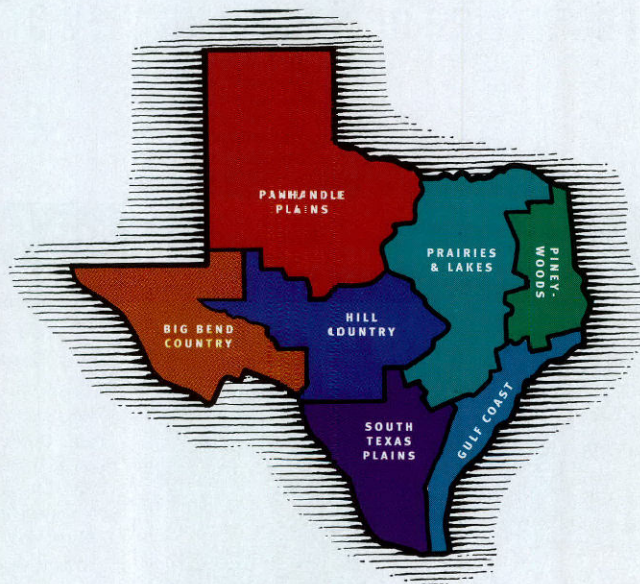 PANHANDLE
PLAINS
PRAIRIES
& LAKES
PINEY-
WOODS
BIG BEND
COUNTRY
HILL
COUNTRY
SOUTH
TEXAS
PLAINS
GULF COAST